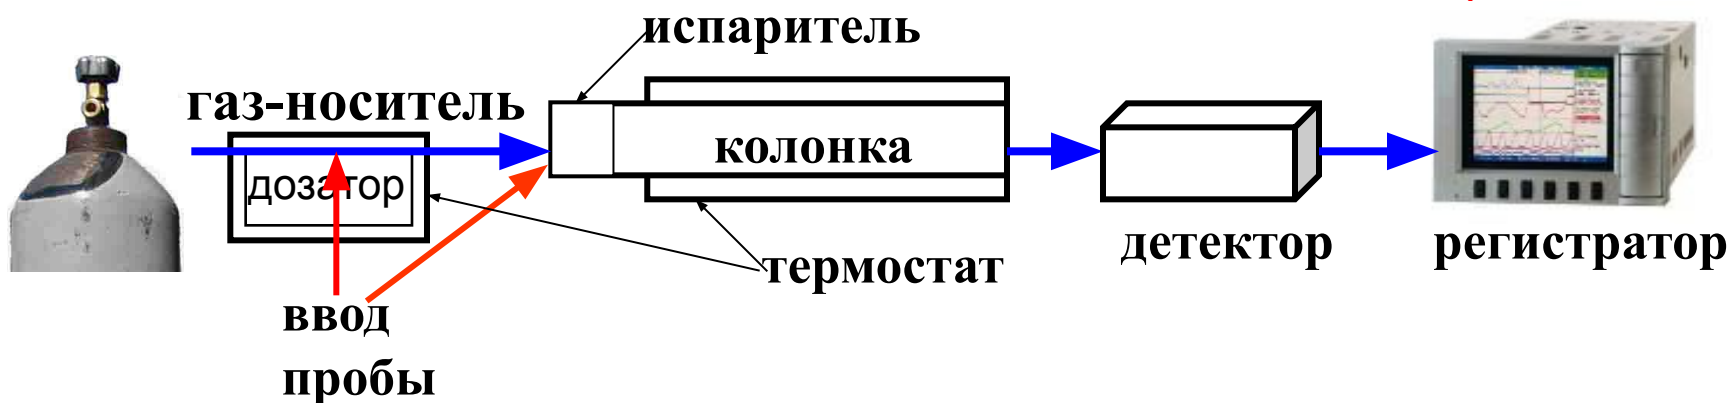 испаритель
газ-носитель
колонка
дозатор
детектор
регистратор
термостат
ввод
пробы